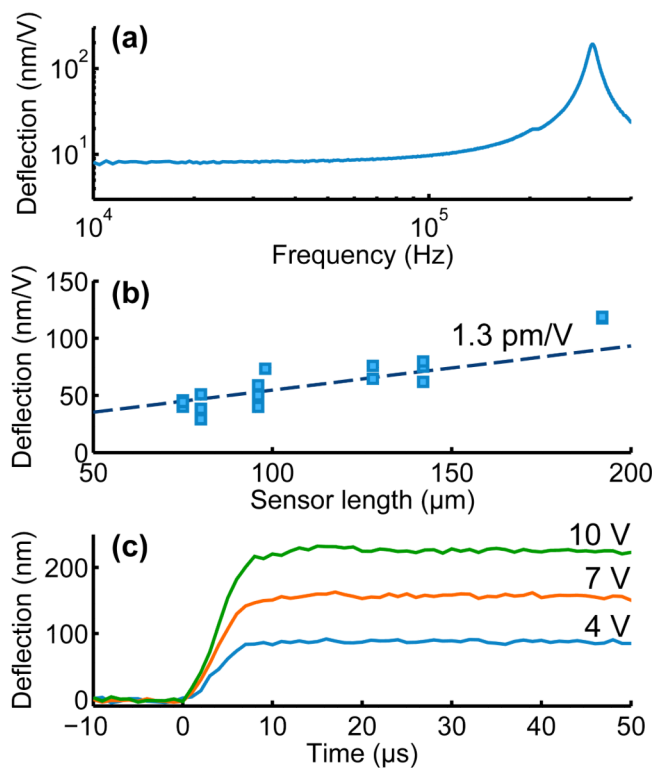 (a)
Deflection (nm/V)
10²
10¹
10⁴
10⁵
Frequency (Hz)
(b)
Deflection (nm/V)
150
100
50
0
1.3 pm/V
50
100
150
200
Sensor length (µm)
(c)
Deflection (nm)
200
100
0
10 V
7 V
4 V
−10
0
10
20
30
40
50
Time (µs)